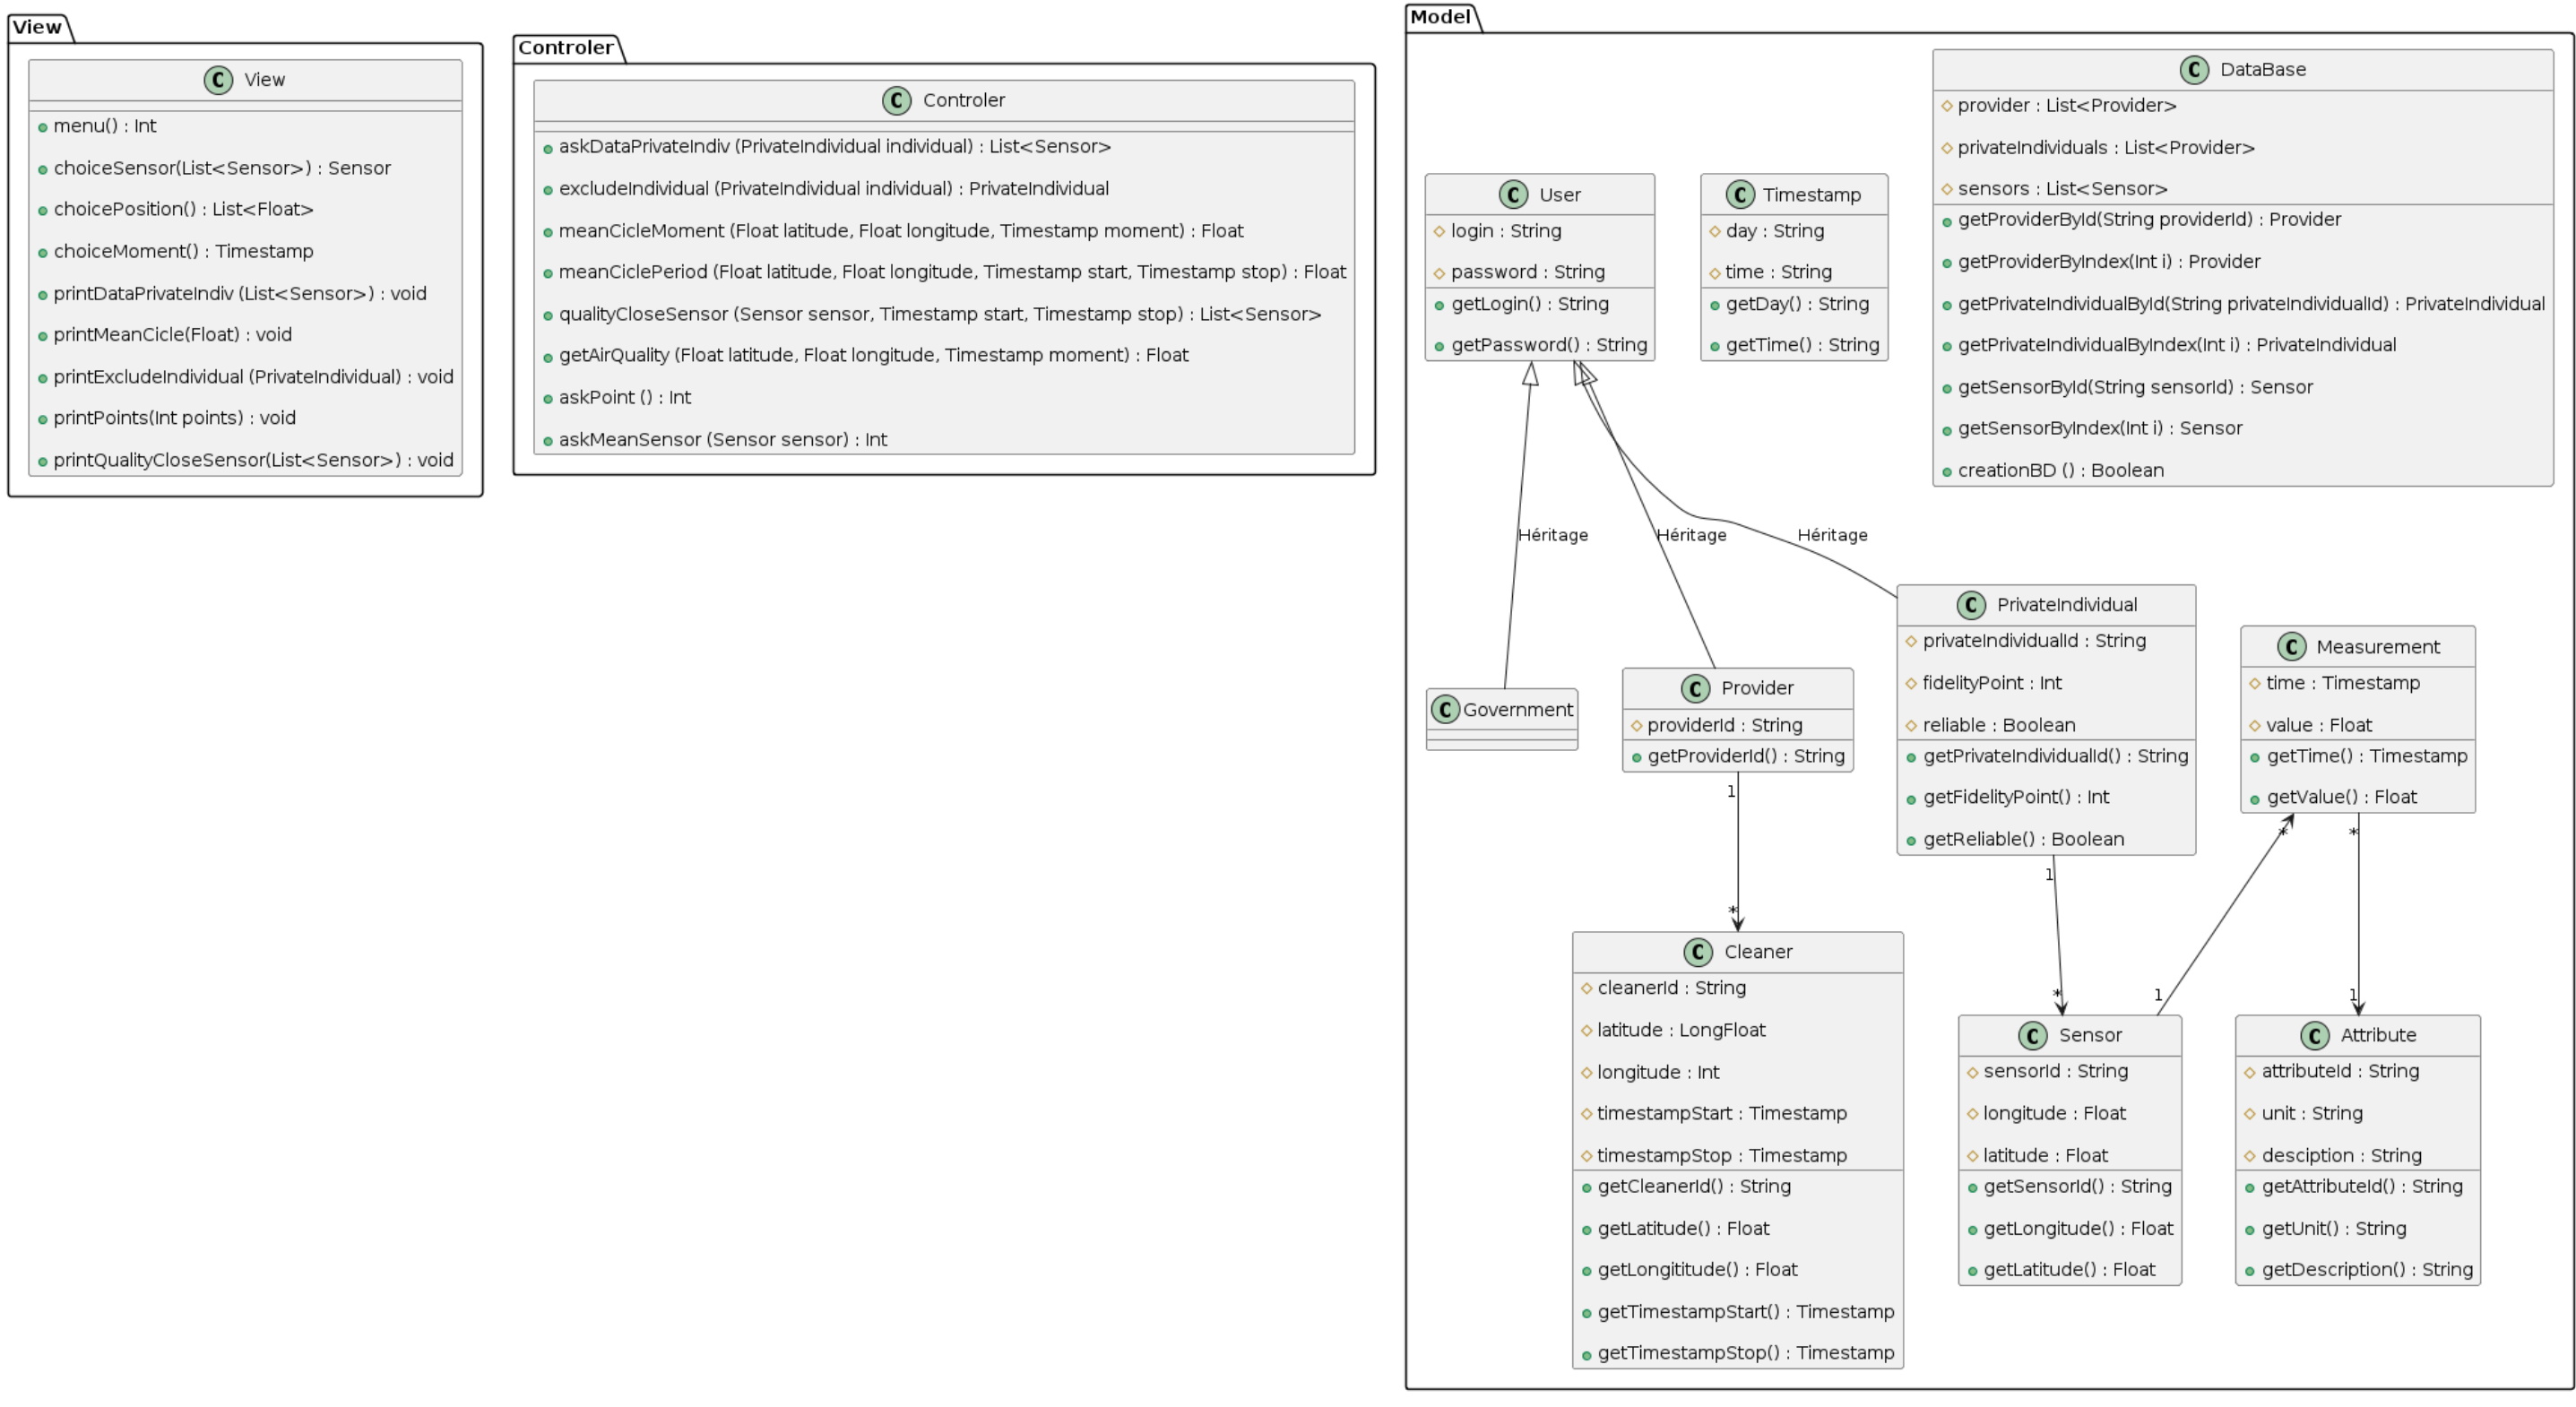 View
C View
menu() : Int
choiceSensor(List<Sensor>) : Sensor
choicePosition() : List<Float>
choiceMoment() : Timestamp
printDataPrivateIndiv (List<Sensor>) : void
printMeanCicle(Float) : void
printExcludeIndividual (PrivateIndividual) : void
printPoints(Int points) : void
printQualityCloseSensor(List<Sensor>) : void
Controler
C Controler
askDataPrivateIndiv (PrivateIndividual individual) : List<Sensor>
excludeIndividual (PrivateIndividual individual) : PrivateIndividual
meanCicleMoment (Float latitude, Float longitude, Timestamp moment) : Float
meanCiclePeriod (Float latitude, Float longitude, Timestamp start, Timestamp stop) : Float
qualityCloseSensor (Sensor sensor, Timestamp start, Timestamp stop) : List<Sensor>
getAirQuality (Float latitude, Float longitude, Timestamp moment) : Float
askPoint () : Int
askMeanSensor (Sensor sensor) : Int
Model
C User
login : String
password : String
getLogin() : String
getPassword() : String
C Timestamp
day : String
time : String
getDay() : String
getTime() : String
C DataBase
provider : List<Provider>
privateIndividuals : List<Provider>
sensors : List<Sensor>
getProviderById(String providerId) : Provider
getProviderByIndex(Int i) : Provider
getPrivateIndividualById(String privateIndividualId) : PrivateIndividual
getPrivateIndividualByIndex(Int i) : PrivateIndividual
getSensorById(String sensorId) : Sensor
getSensorByIndex(Int i) : Sensor
creationBD () : Boolean
Héritage
Héritage
Héritage
C Government
C Provider
providerId : String
getProviderId() : String
C PrivateIndividual
privateIndividualId : String
fidelityPoint : Int
reliable : Boolean
getPrivateIndividualId() : String
getFidelityPoint() : Int
getReliable() : Boolean
C Measurement
time : Timestamp
value : Float
getTime() : Timestamp
getValue() : Float
1
*
1
*
*
1
*
1
C Cleaner
cleanerId : String
latitude : LongFloat
longitude : Int
timestampStart : Timestamp
timestampStop : Timestamp
getCleanerId() : String
getLatitude() : Float
getLongititude() : Float
getTimestampStart() : Timestamp
getTimestampStop() : Timestamp
C Sensor
sensorId : String
longitude : Float
latitude : Float
getSensorId() : String
getLongitude() : Float
getLatitude() : Float
C Attribute
attributeId : String
unit : String
desciption : String
getAttributeId() : String
getUnit() : String
getDescription() : String